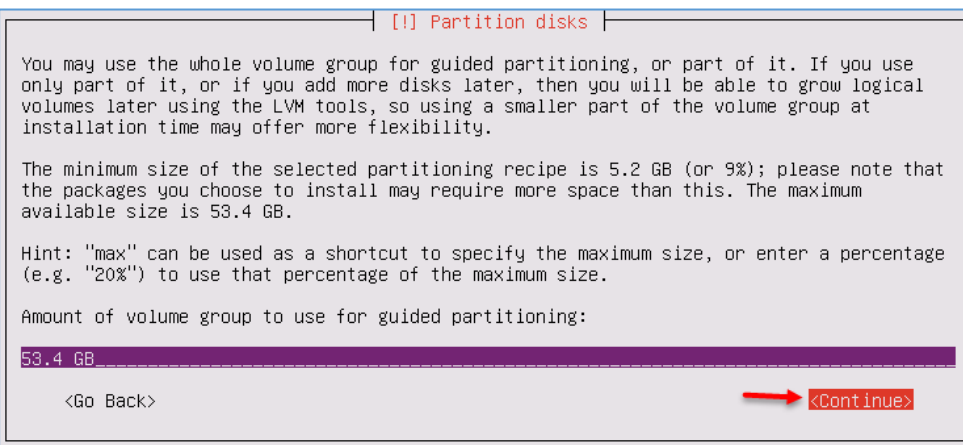 [!] Partition disks
You may use the whole volume group for guided partitioning, or part of it. If you use
only part of it, or if you add more disks later, then you will be able to grow logical
volumes later using the LVM tools, so using a smaller part of the volume group at
installation time may offer more flexibility.
The minimum size of the selected partitioning recipe is 5.2 GB (or 9%); please note that
the packages you choose to install may require more space than this. The maximum
available size is 53.4 GB.
Hint: "max" can be used as a shortcut to specify the maximum size, or enter a percentage
(e.g. "20%") to use that percentage of the maximum size.
Amount of volume group to use for guided partitioning:
53.4 GB
<Go Back> <Continue>